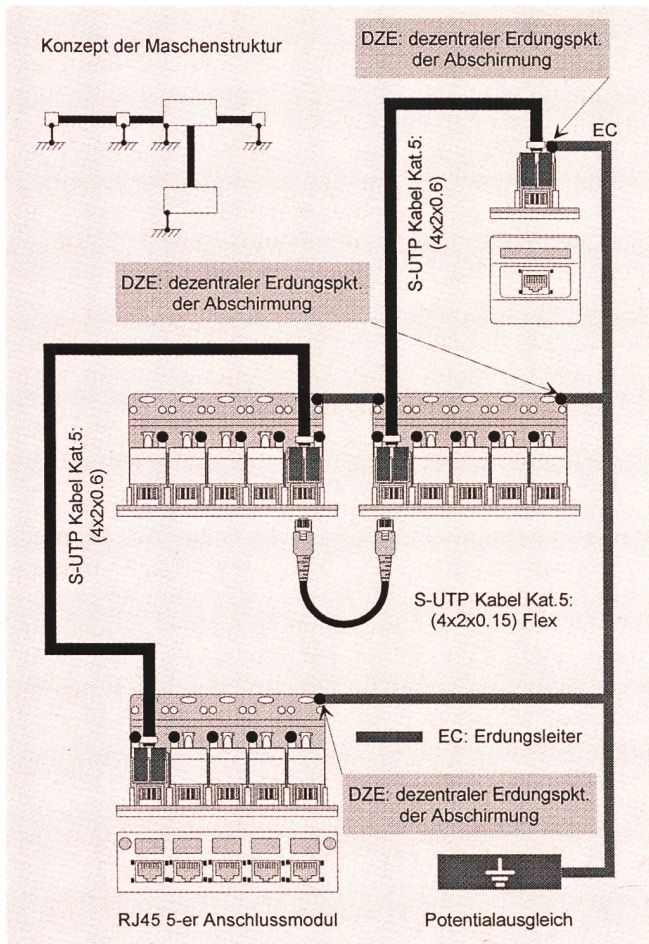 Konzept der Maschenstruktur
DZE: dezentraler Erdungspkt.
der Abschirmung
EC
S-UTP Kabel Kat.5:
(4x2x0.6)
DZE: dezentraler Erdungspkt.
der Abschirmung
S-UTP Kabel Kat.5:
(4x2x0.6)
S-UTP Kabel Kat.5:
(4x2x0.15) Flex
EC: Erdungsleiter
DZE: dezentraler Erdungspkt.
der Abschirmung
RJ45 5-er Anschlussmodul
Potentialausgleich